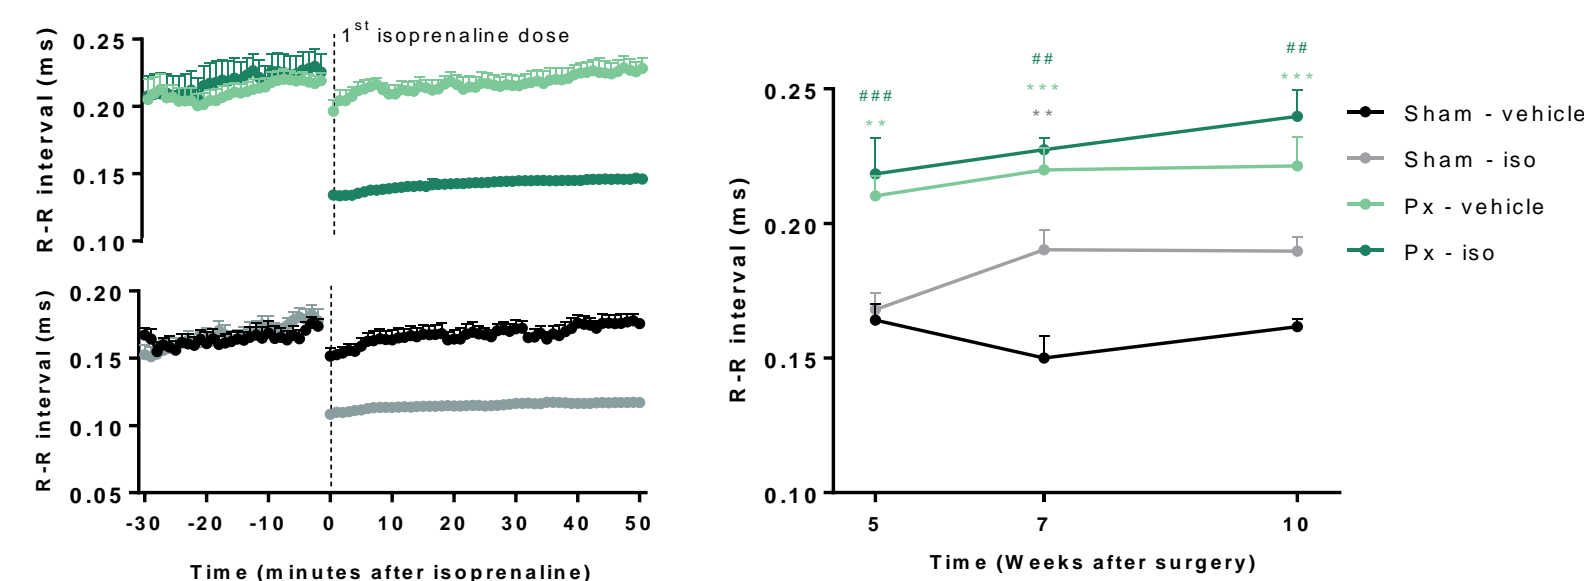 1st isoprenaline dose
R-R interval (ms)
0.25
0.20
0.15
0.10
R-R interval (ms)
0.20
0.15
0.10
0.05
-30 -20 -10 0 10 20 30 40 50
Time (minutes after isoprenaline)
R-R interval (ms)
0.25
0.20
0.15
0.10
###
**
##
***
**
##
***
5 7 10
Time (Weeks after surgery)
Sham - vehicle
Sham - iso
Px - vehicle
Px - iso